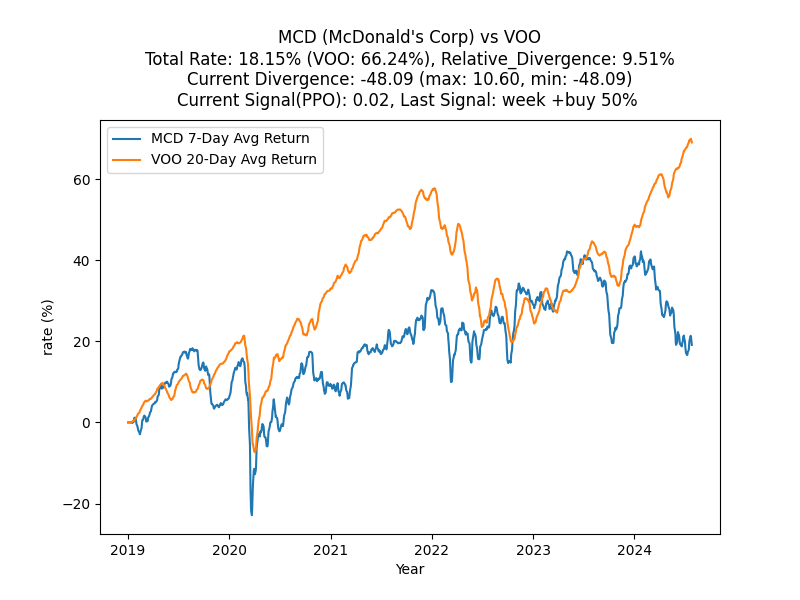 MCD (McDonald's Corp) vs VOO
Total Rate: 18.15% (VOO: 66.24%), Relative_Divergence: 9.51%
Current Divergence: -48.09 (max: 10.60, min: -48.09)
Current Signal(PPO): 0.02, Last Signal: week +buy 50%
MCD 7-Day Avg Return
VOO 20-Day Avg Return
rate (%)
60
40
20
0
−20
2019 2020 2021 2022 2023 2024
Year